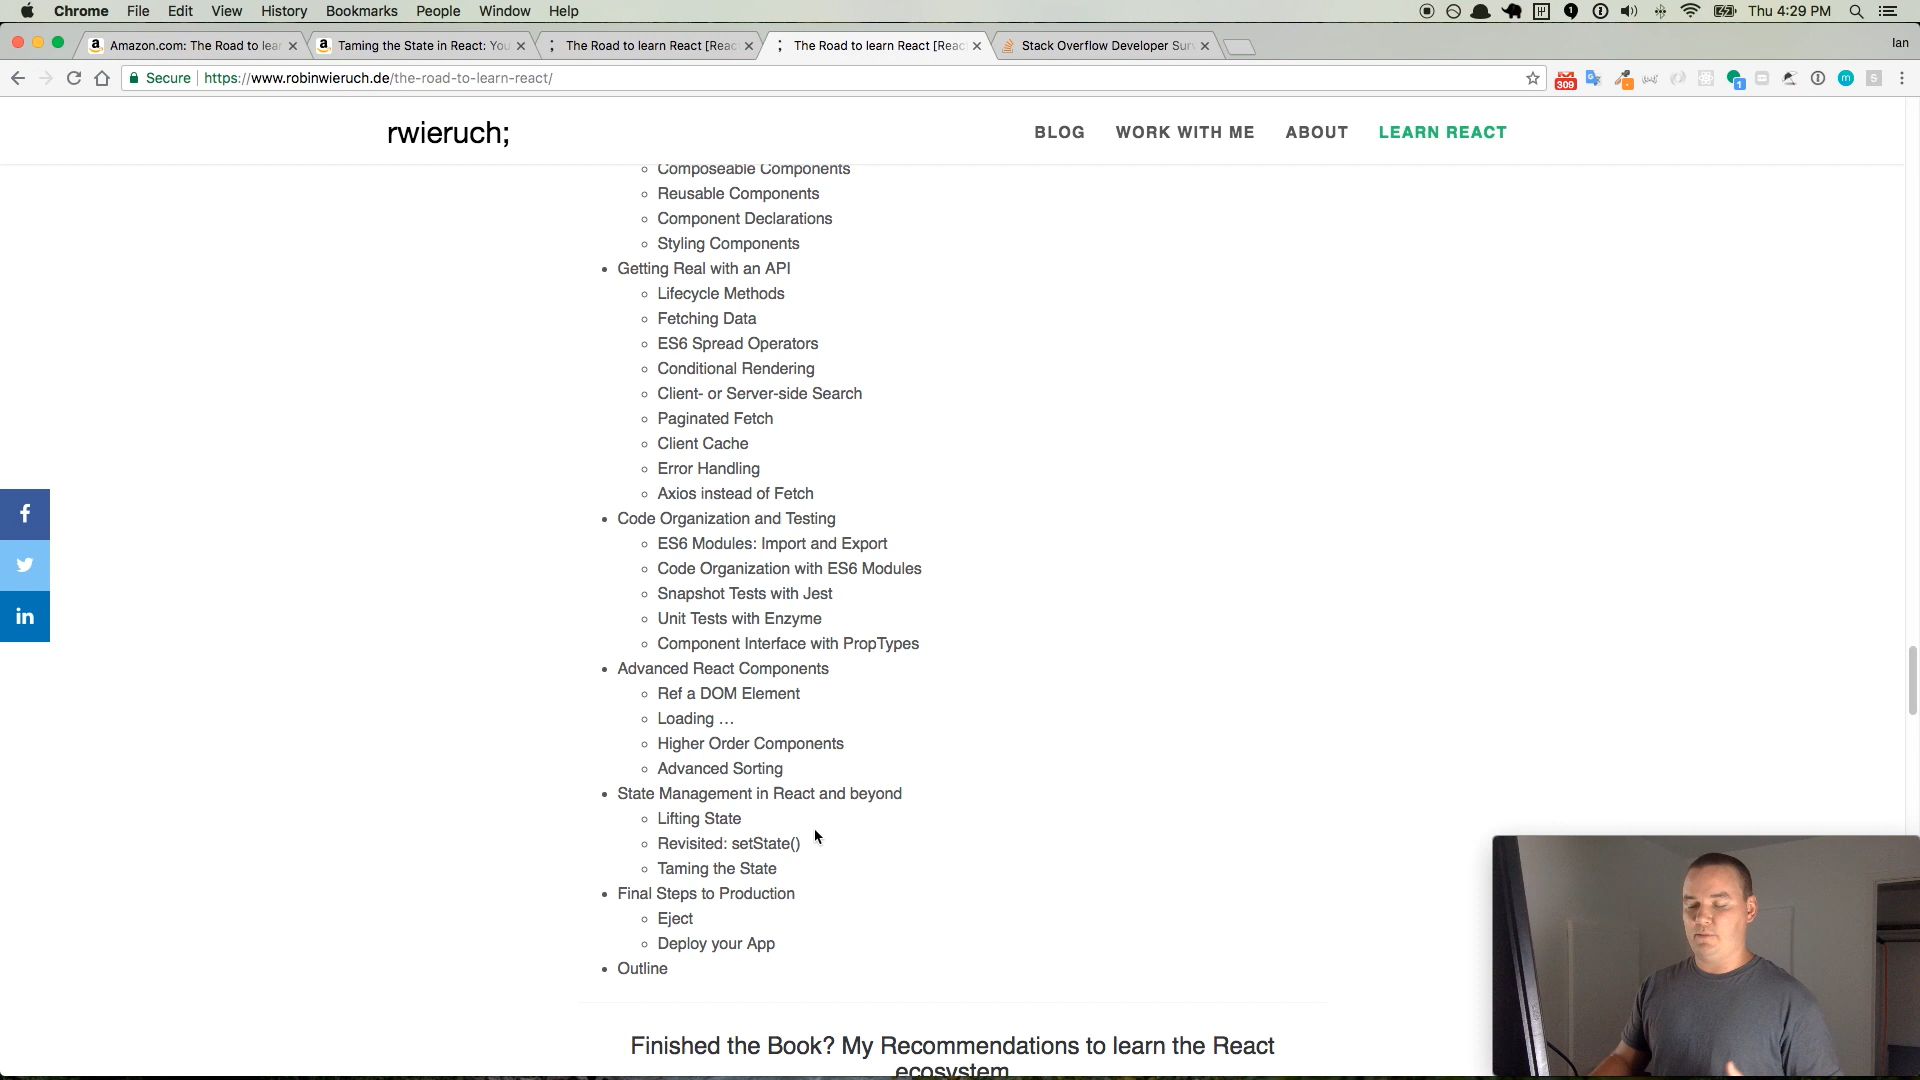 Chrome File Edit View History Bookmarks People Window Help
Thu 4:29 PM
Amazon.com: The Road to lear
Taming the State in React: You
The Road to learn React [Reac
The Road to learn React [Reac
Stack Overflow Developer Surv
Ian
Secure https://www.robinwieruch.de/the-road-to-learn-react/
309
1
rwieruch;
BLOG WORK WITH ME ABOUT LEARN REACT
Composeable Components
Reusable Components
Component Declarations
Styling Components
Getting Real with an API
Lifecycle Methods
Fetching Data
ES6 Spread Operators
Conditional Rendering
Client- or Server-side Search
Paginated Fetch
Client Cache
Error Handling
Axios instead of Fetch
Code Organization and Testing
ES6 Modules: Import and Export
Code Organization with ES6 Modules
Snapshot Tests with Jest
Unit Tests with Enzyme
Component Interface with PropTypes
Advanced React Components
Ref a DOM Element
Loading …
Higher Order Components
Advanced Sorting
State Management in React and beyond
Lifting State
Revisited: setState()
Taming the State
Final Steps to Production
Eject
Deploy your App
Outline
Finished the Book? My Recommendations to learn the React
ecosystem